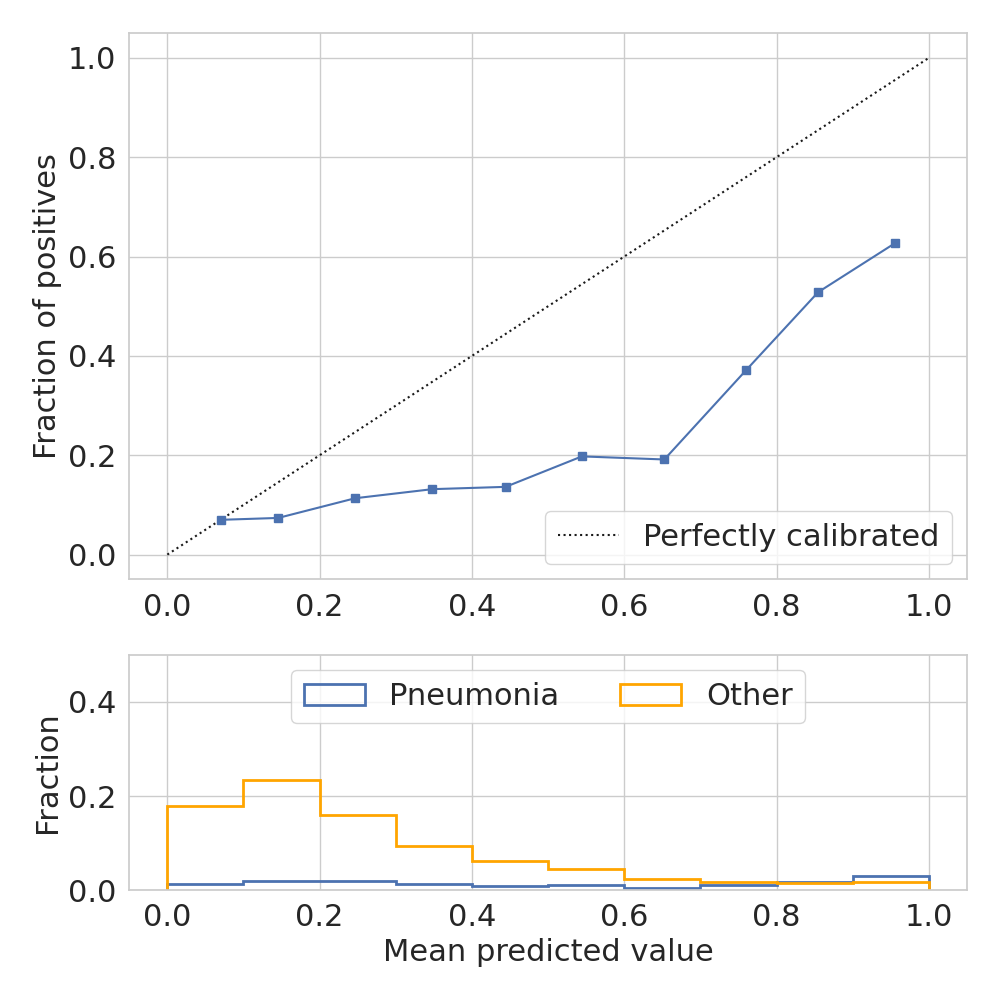 1.0
0.8
0.6
0.4
0.2
0.0
Fraction of positives
Perfectly calibrated
0.0 0.2 0.4 0.6 0.8 1.0
Pneumonia Other
0.4
0.2
0.0
Fraction
0.0 0.2 0.4 0.6 0.8 1.0
Mean predicted value